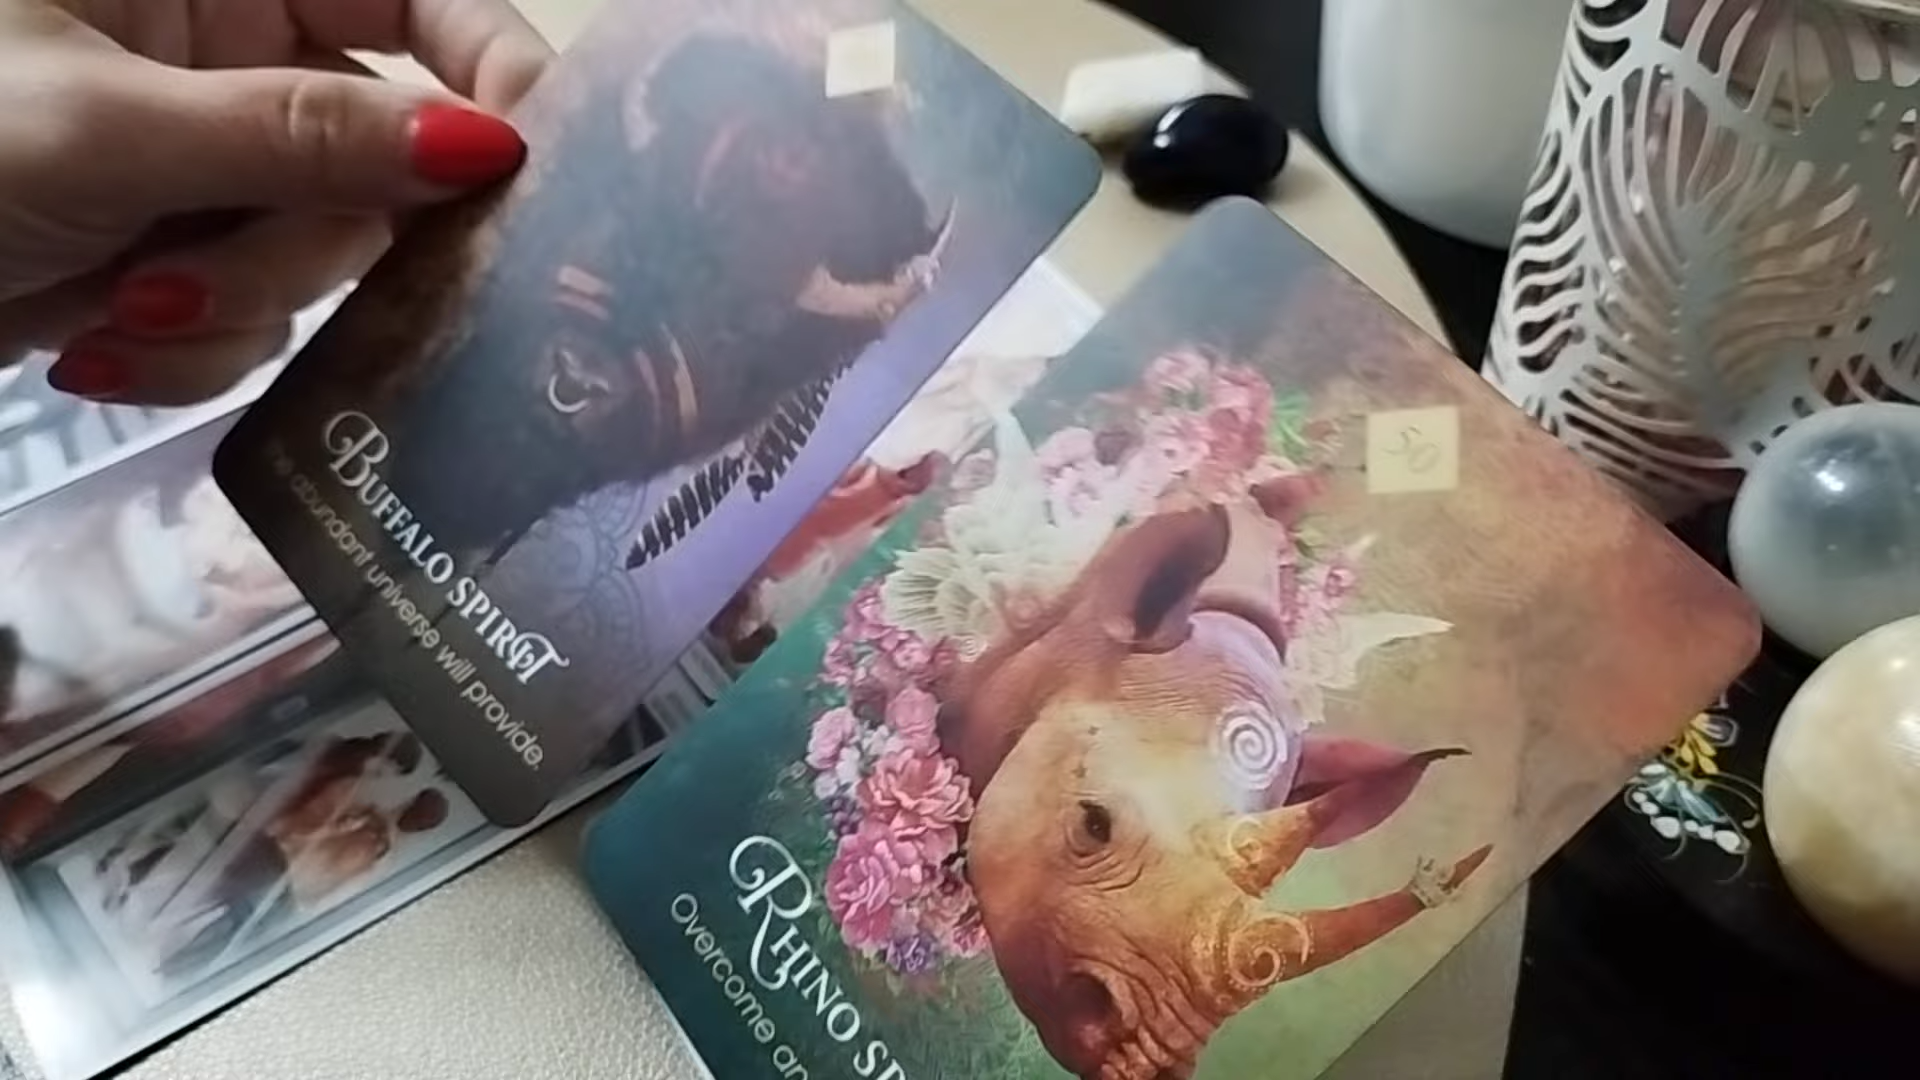 BUFFALO SPIRIT
The abundant universe will provide.
50
RHINO SP
Overcome an